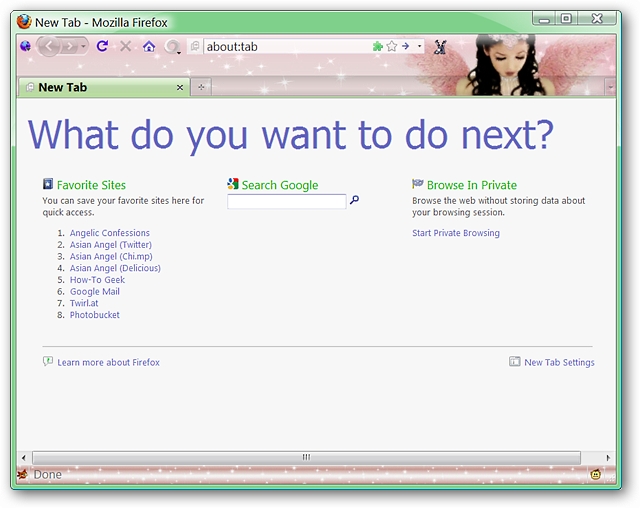 New Tab - Mozilla Firefox
about:tab
New Tab
What do you want to do next?
Favorite Sites
You can save your favorite sites here for
quick access.
1. Angelic Confessions
2. Asian Angel (Twitter)
3. Asian Angel (Chi.mp)
4. Asian Angel (Delicious)
5. How-To Geek
6. Google Mail
7. Twirl.at
8. Photobucket
Search Google
Browse In Private
Browse the web without storing data about
your browsing session.
Start Private Browsing
Learn more about Firefox
New Tab Settings
Done